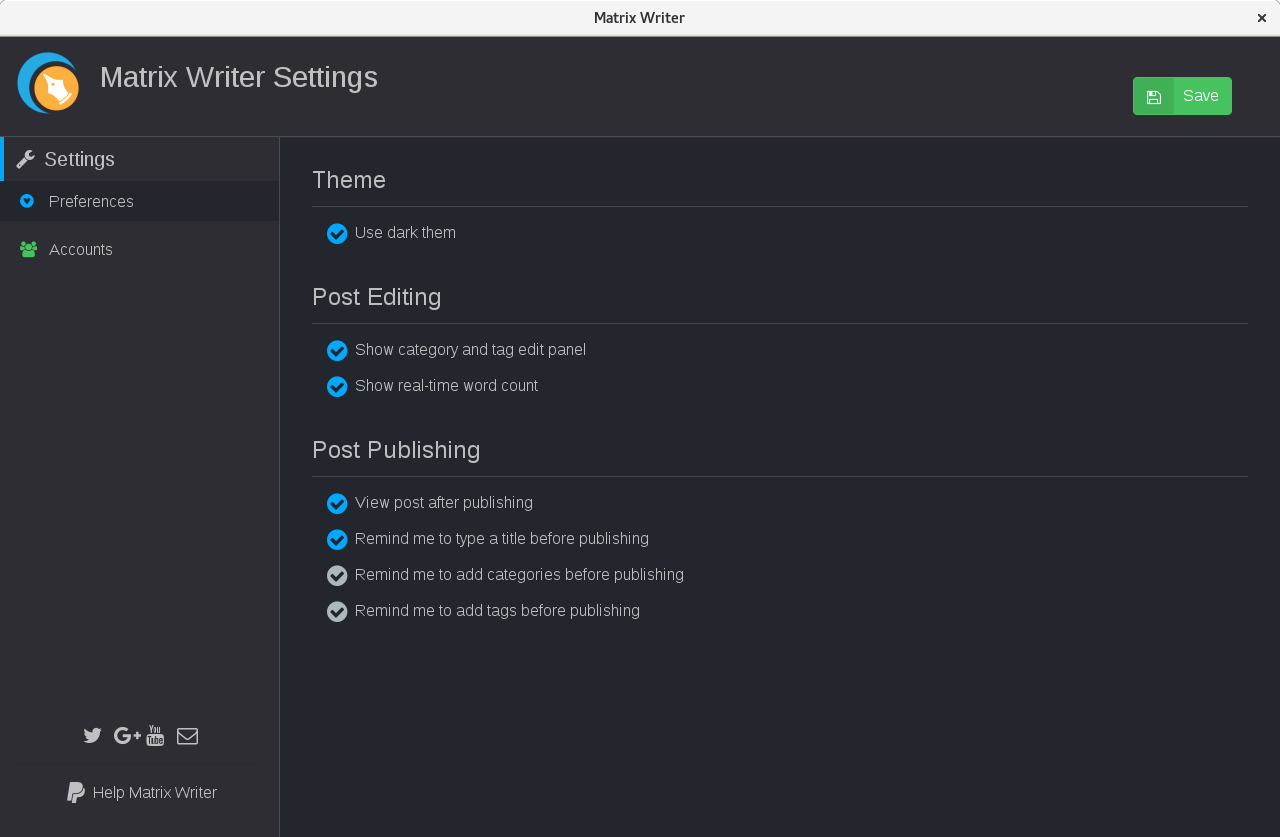 Matrix Writer
Matrix Writer Settings
Save
Settings
Preferences
Accounts
Theme
Use dark them
Post Editing
Show category and tag edit panel
Show real-time word count
Post Publishing
View post after publishing
Remind me to type a title before publishing
Remind me to add categories before publishing
Remind me to add tags before publishing
You
Tube
Help Matrix Writer